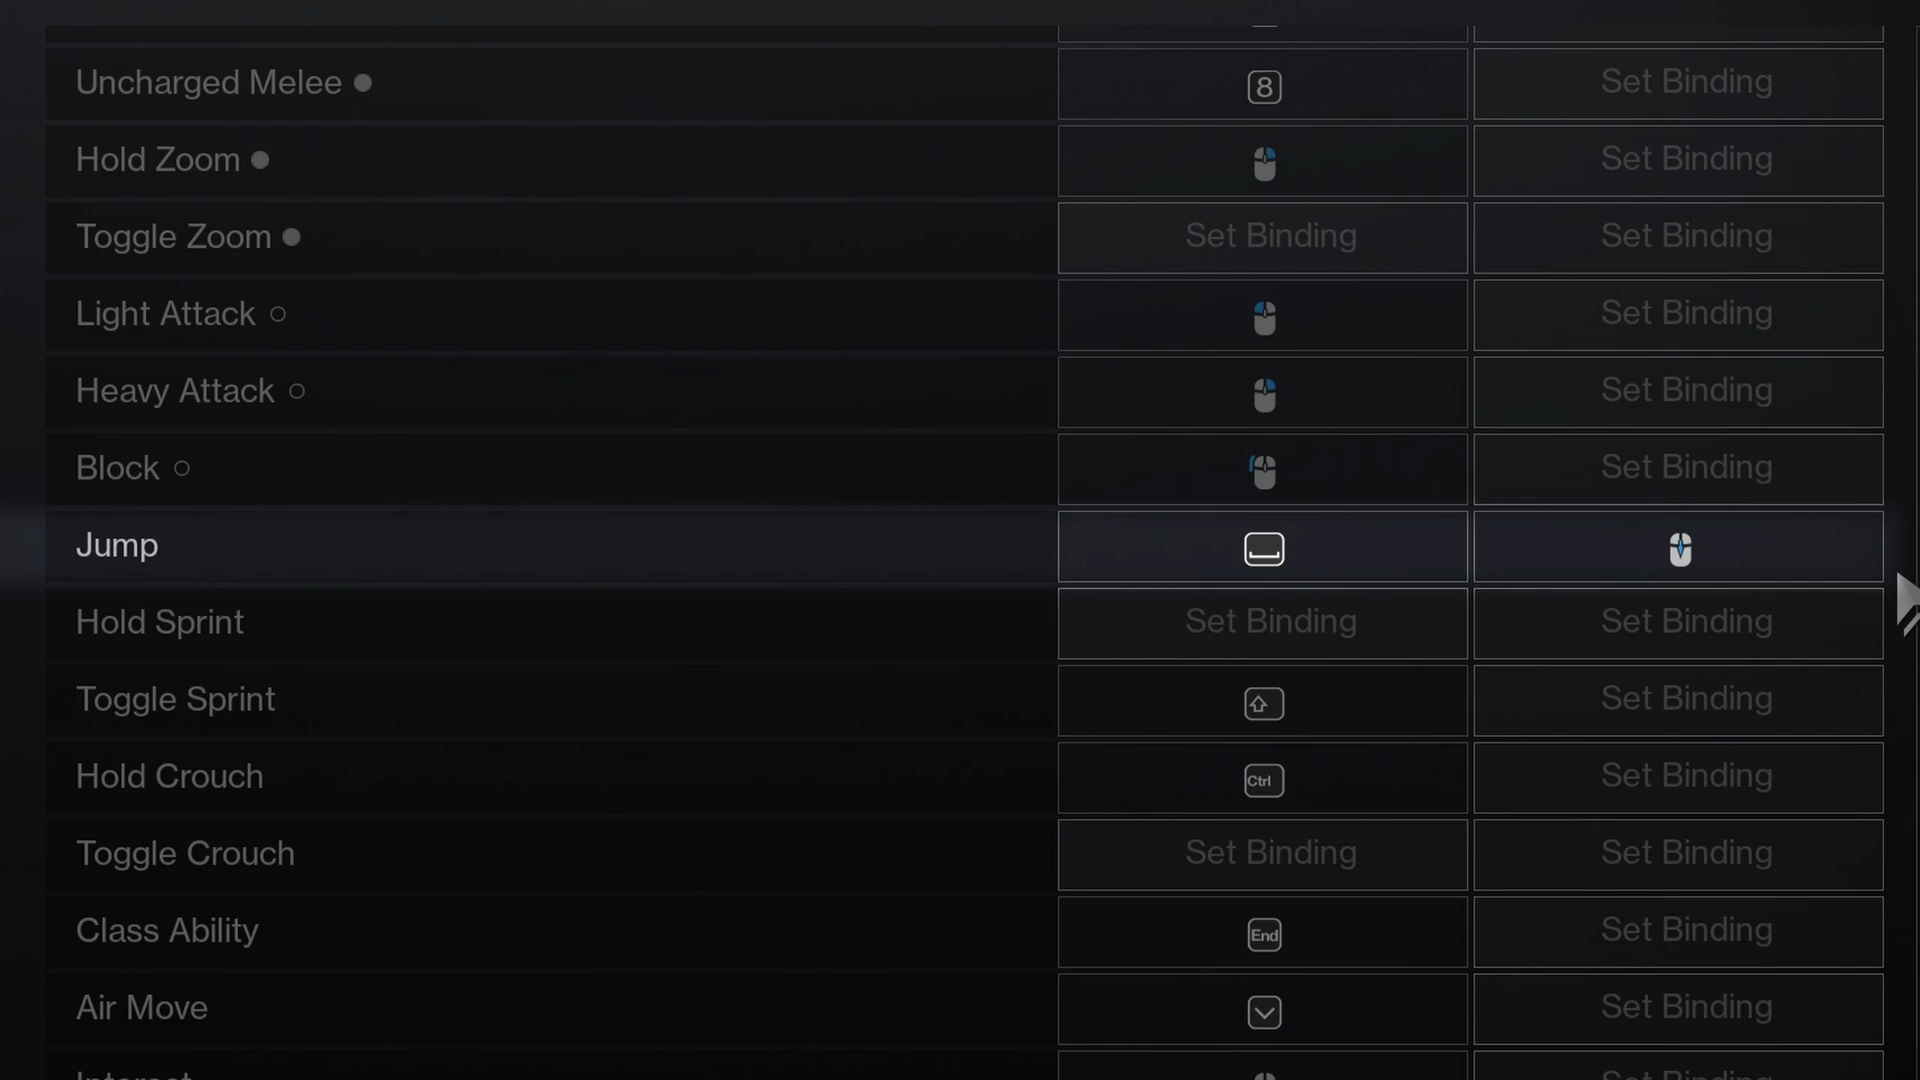 Uncharged Melee 8 Set Binding
Hold Zoom Set Binding
Toggle Zoom Set Binding Set Binding
Light Attack Set Binding
Heavy Attack Set Binding
Block Set Binding
Jump
Hold Sprint Set Binding Set Binding
Toggle Sprint Set Binding
Hold Crouch Ctrl Set Binding
Toggle Crouch Set Binding Set Binding
Class Ability End Set Binding
Air Move Set Binding